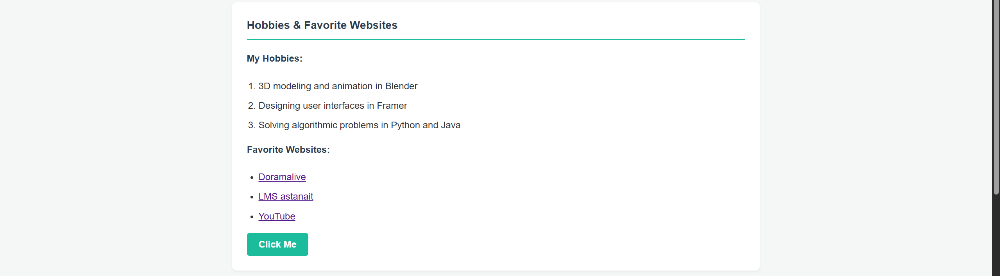 Hobbies & Favorite Websites
My Hobbies:
1. 3D modeling and animation in Blender
2. Designing user interfaces in Framer
3. Solving algorithmic problems in Python and Java
Favorite Websites:
• Doramalive
• LMS astanait
• YouTube
Click Me